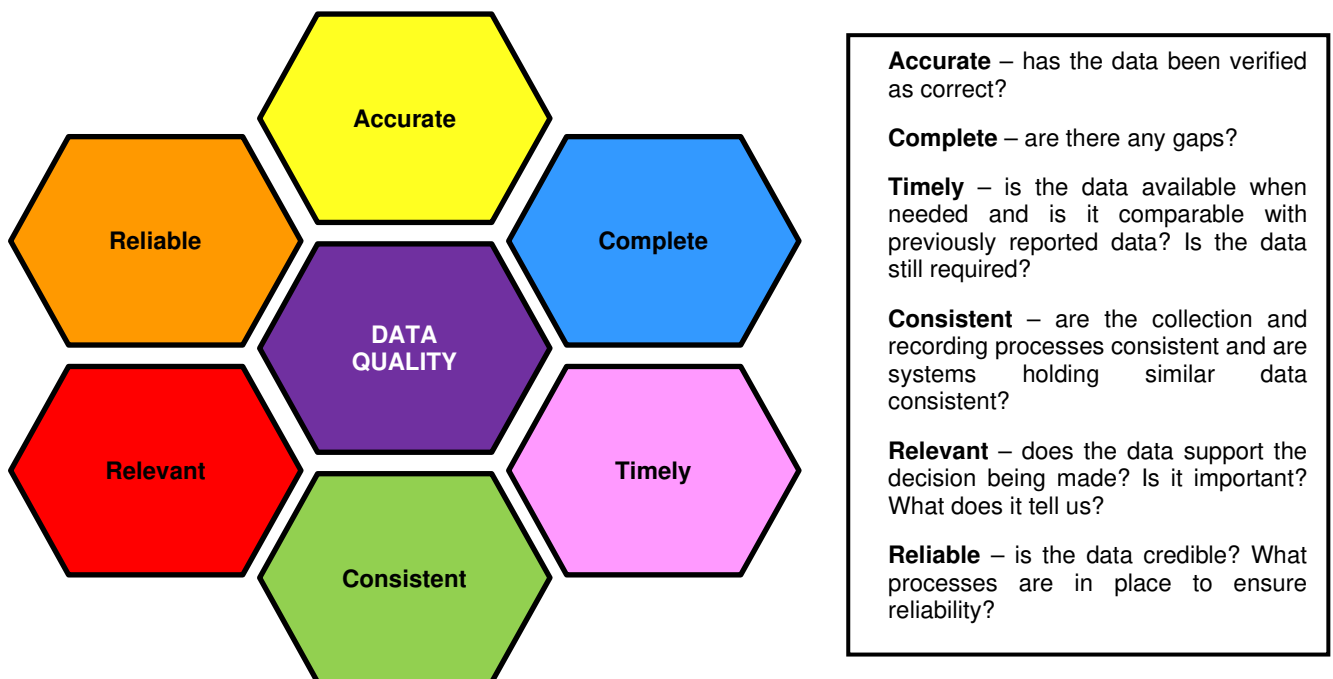 Accurate
Reliable
Complete
DATA
QUALITY
Relevant
Timely
Consistent
Accurate – has the data been verified
as correct?
Complete – are there any gaps?
Timely – is the data available when
needed and is it comparable with
previously reported data? Is the data
still required?
Consistent – are the collection and
recording processes consistent and are
systems holding similar data
consistent?
Relevant – does the data support the
decision being made? Is it important?
What does it tell us?
Reliable – is the data credible? What
processes are in place to ensure
reliability?